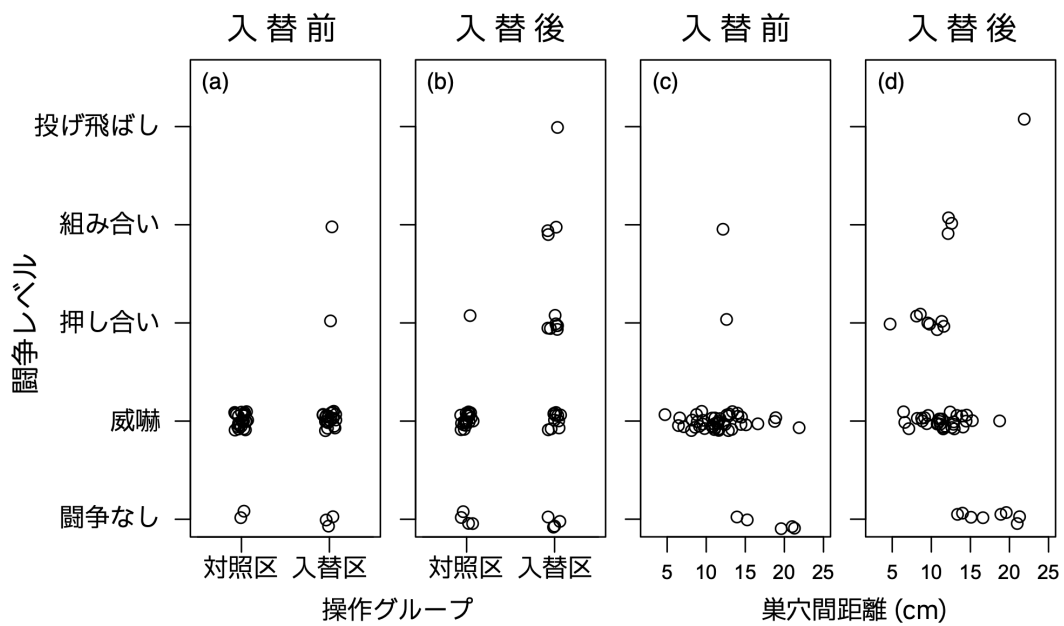 入替前 入替後 入替前 入替後
(a) (b) (c) (d)
投げ飛ばし
組み合い
押し合い
威嚇
闘争なし
闘争レベル
対照区 入替区 対照区 入替区 5 10 15 20 25 5 10 15 20 25
操作グループ 巣穴間距離 (cm)